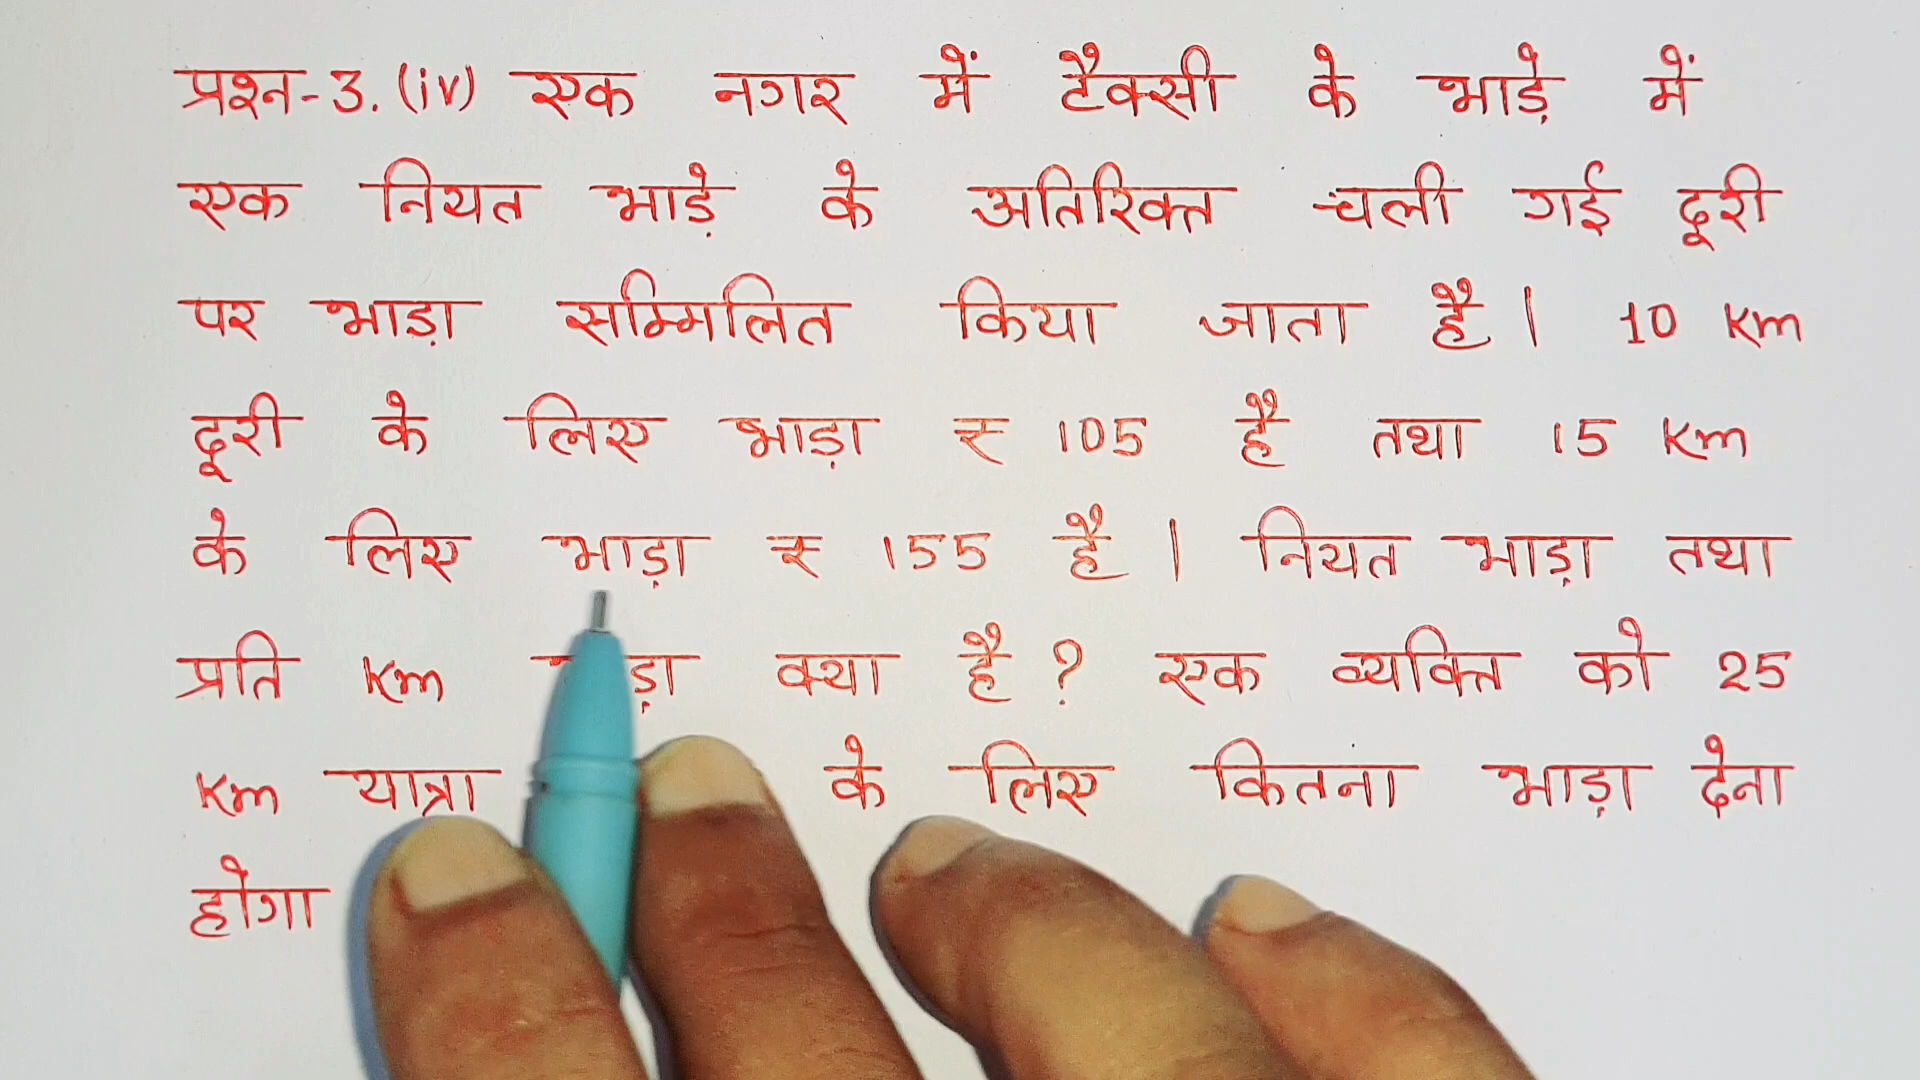 प्रश्न-3. (iv) एक नगर में टैक्सी के भाड़े में
एक नियत भाड़े के अतिरिक्त चली गई दूरी
पर भाड़ा सम्मिलित किया जाता है। 10 km
दूरी के लिए भाड़ा ₹ 105 है तथा 15 km
के लिए भाड़ा ₹ 155 है। नियत भाड़ा तथा
प्रति km क्या है? एक व्यक्ति को 25
km यात्रा के लिए कितना भाड़ा देना
होगा